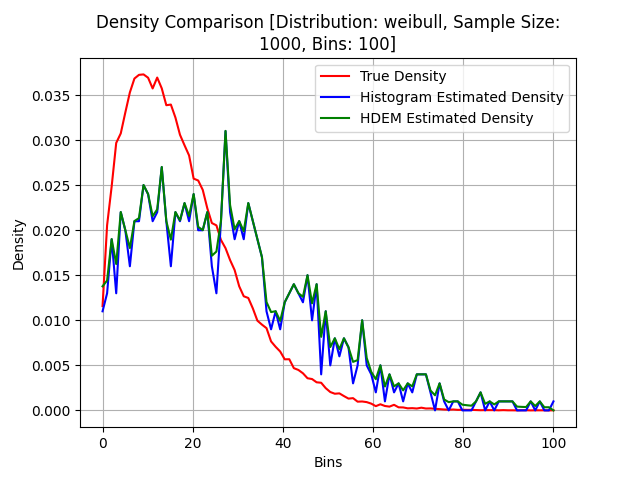 Density Comparison [Distribution: weibull, Sample Size:
1000, Bins: 100]
True Density
Histogram Estimated Density
HDEM Estimated Density
Density
0.035
0.030
0.025
0.020
0.015
0.010
0.005
0.000
0 20 40 60 80 100
Bins